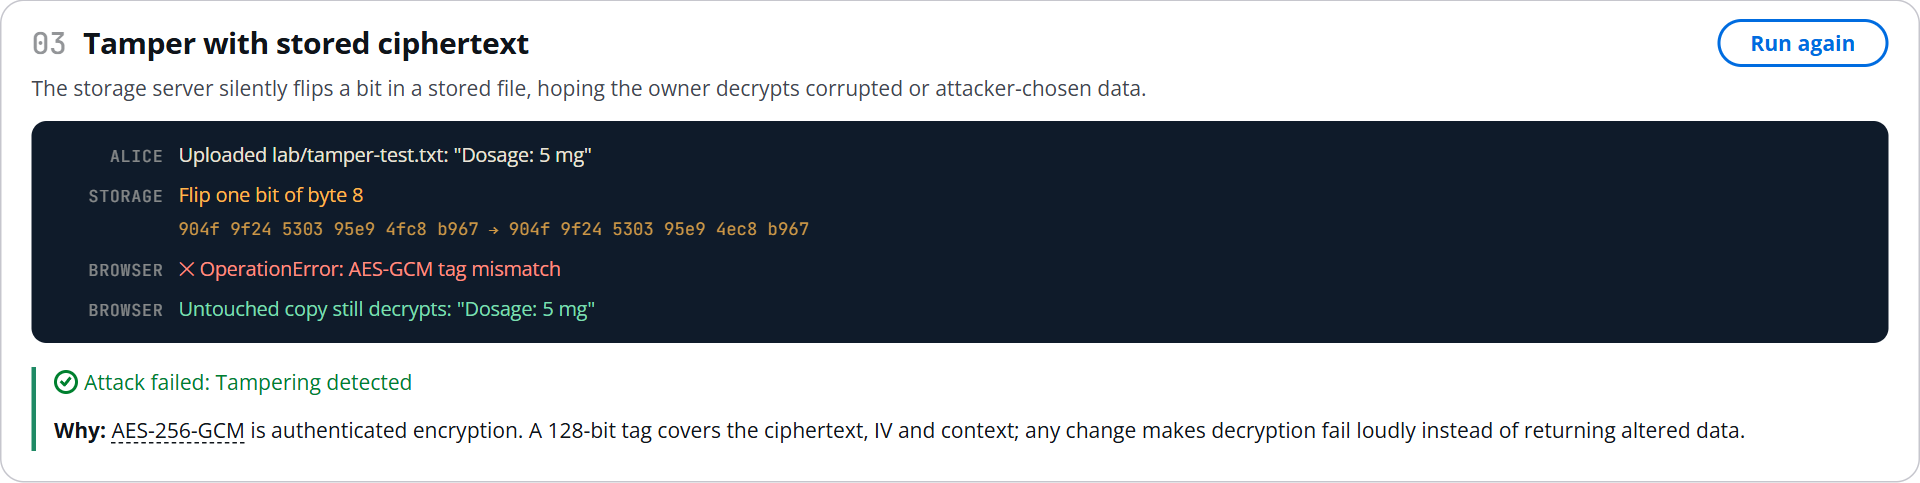 03 Tamper with stored ciphertext
Run again
The storage server silently flips a bit in a stored file, hoping the owner decrypts corrupted or attacker-chosen data.
ALICE Uploaded lab/tamper-test.txt: "Dosage: 5 mg"
STORAGE Flip one bit of byte 8
904f 9f24 5303 95e9 4fc8 b967 → 904f 9f24 5303 95e9 4ec8 b967
BROWSER ✕ OperationError: AES-GCM tag mismatch
BROWSER Untouched copy still decrypts: "Dosage: 5 mg"
Attack failed: Tampering detected
Why: AES-256-GCM is authenticated encryption. A 128-bit tag covers the ciphertext, IV and context; any change makes decryption fail loudly instead of returning altered data.